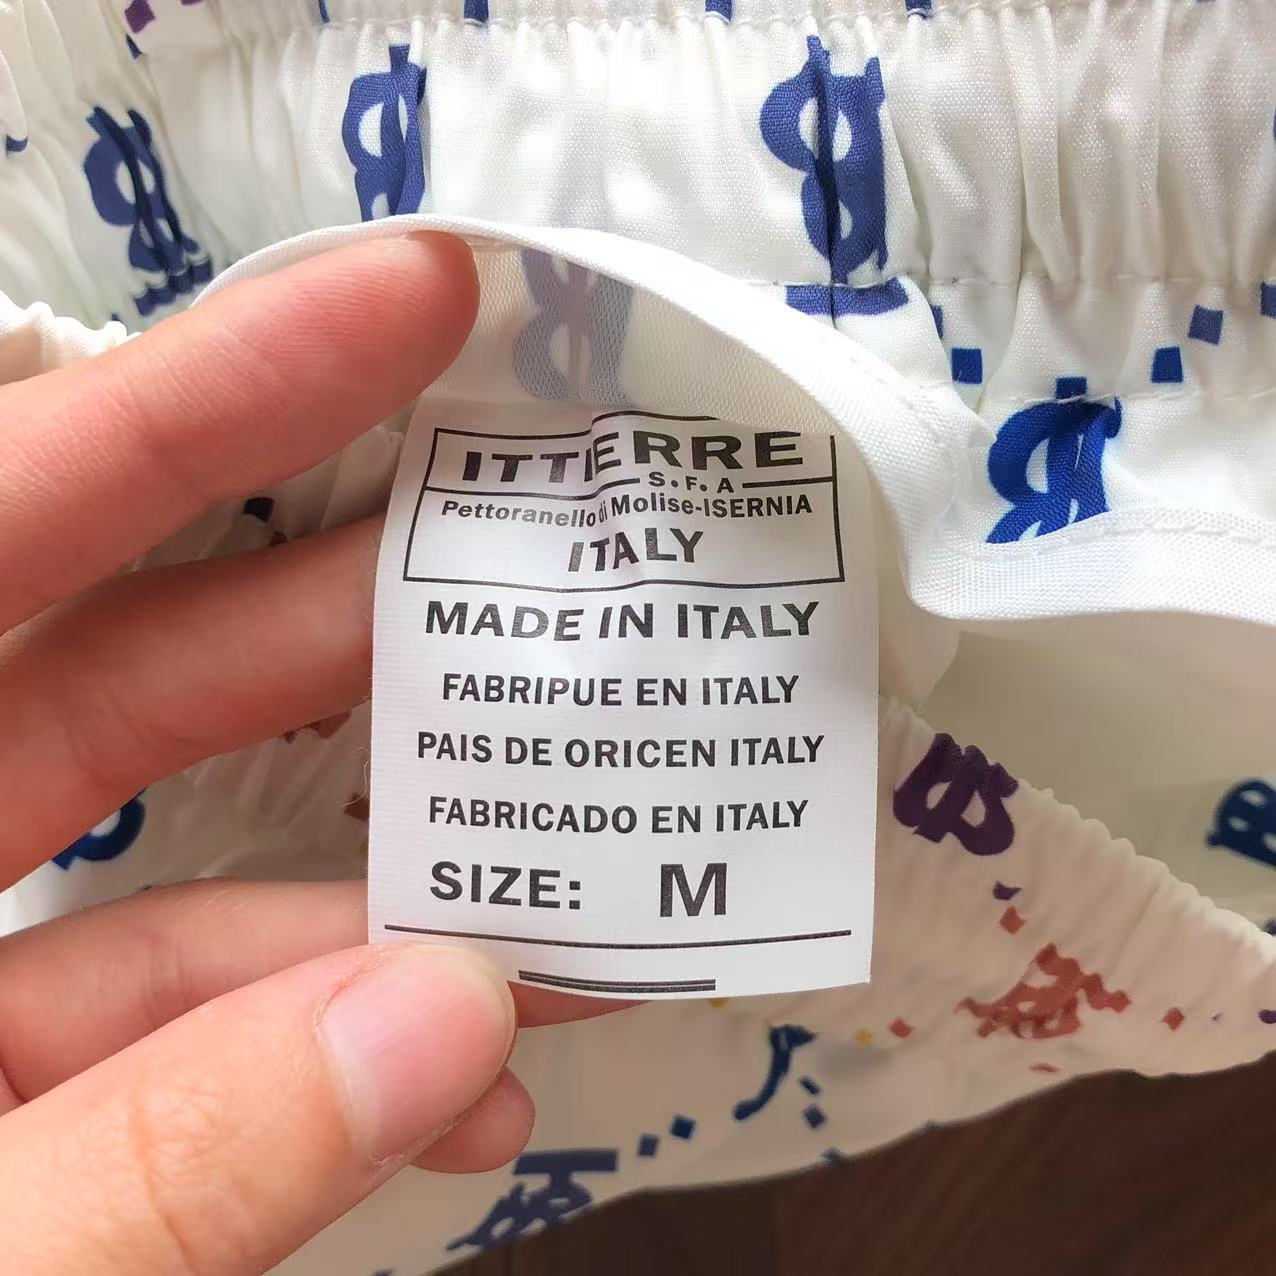 ITTIERRE
S.F.A
Pettoranello di Molise-ISERNIA
ITALY
MADE IN ITALY
FABRIPUE EN ITALY
PAIS DE ORICEN ITALY
FABRICADO EN ITALY
SIZE: M